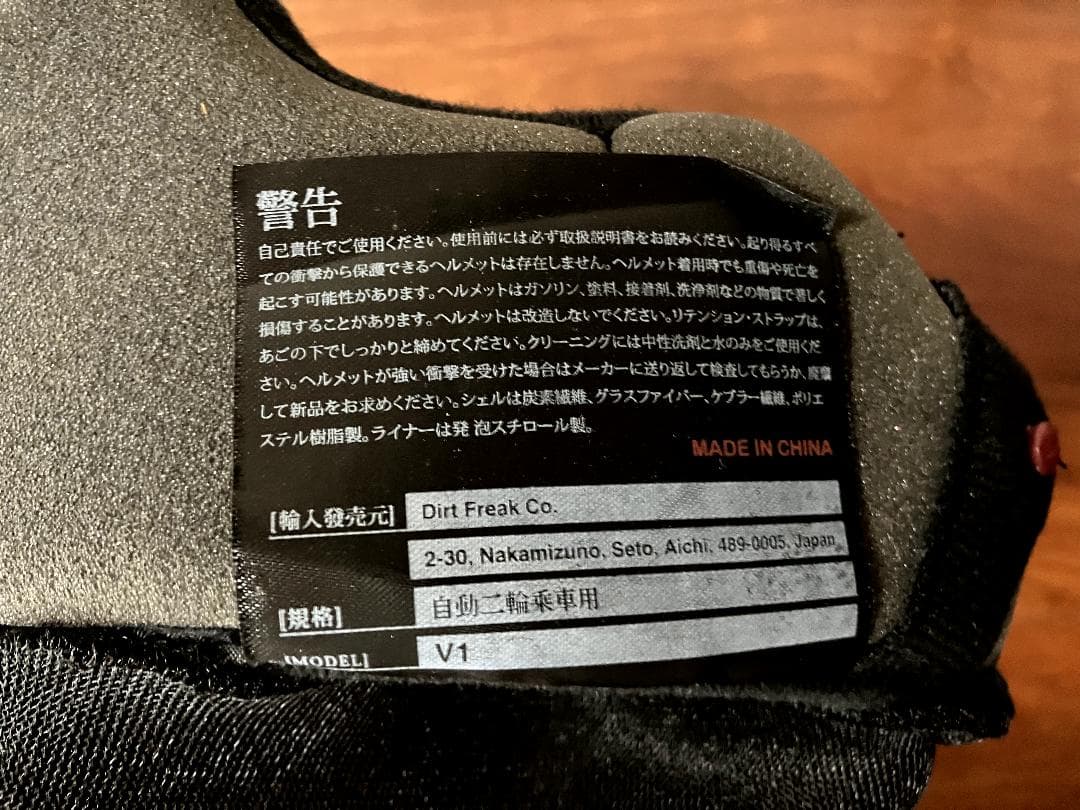 警告
自己責任でご使用ください。使用前には必ず取扱説明書をお読みください。起り得るすべ
ての衝撃から保護できるヘルメットは存在しません。ヘルメット着用時でも重傷や死亡を
起こす可能性があります。ヘルメットはガソリン、塗料、接着剤、洗浄剤などの物質で著しく
損傷することがあります。ヘルメットは改造しないでください。リテンション・ストラップは、
あごの下でしっかりと締めてください。クリーニングには中性洗剤と水のみをご使用くだ
さい。ヘルメットが強い衝撃を受けた場合はメーカーに送り返して検査してもらうか、廃棄
して新品をお求めください。シェルは炭素繊維、グラスファイバー、ケブラー繊維、ポリエ
ステル樹脂製。ライナーは発 泡スチロール製。
MADE IN CHINA
[輸入發売元] Dirt Freak Co.
2-30, Nakamizuno, Seto, Aichi, 489-0005, Japan
[規格] 自動二輪乗車用
[MODEL] V1